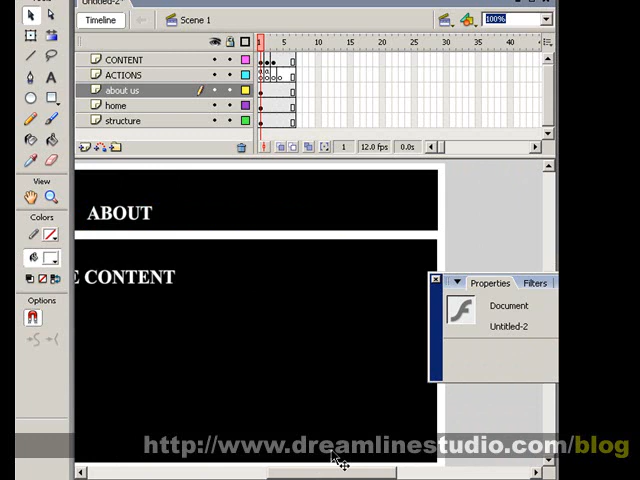 Untitled-2*
Timeline
Scene 1
100%
1 5 10 15 20 25 30 35 40
CONTENT
ACTIONS
about us
home
structure
1 12.0 fps 0.0s
View
Colors
Options
ABOUT
E CONTENT
Properties Filters
Document
Untitled-2
http://www.dreamlinestudio.com/blog